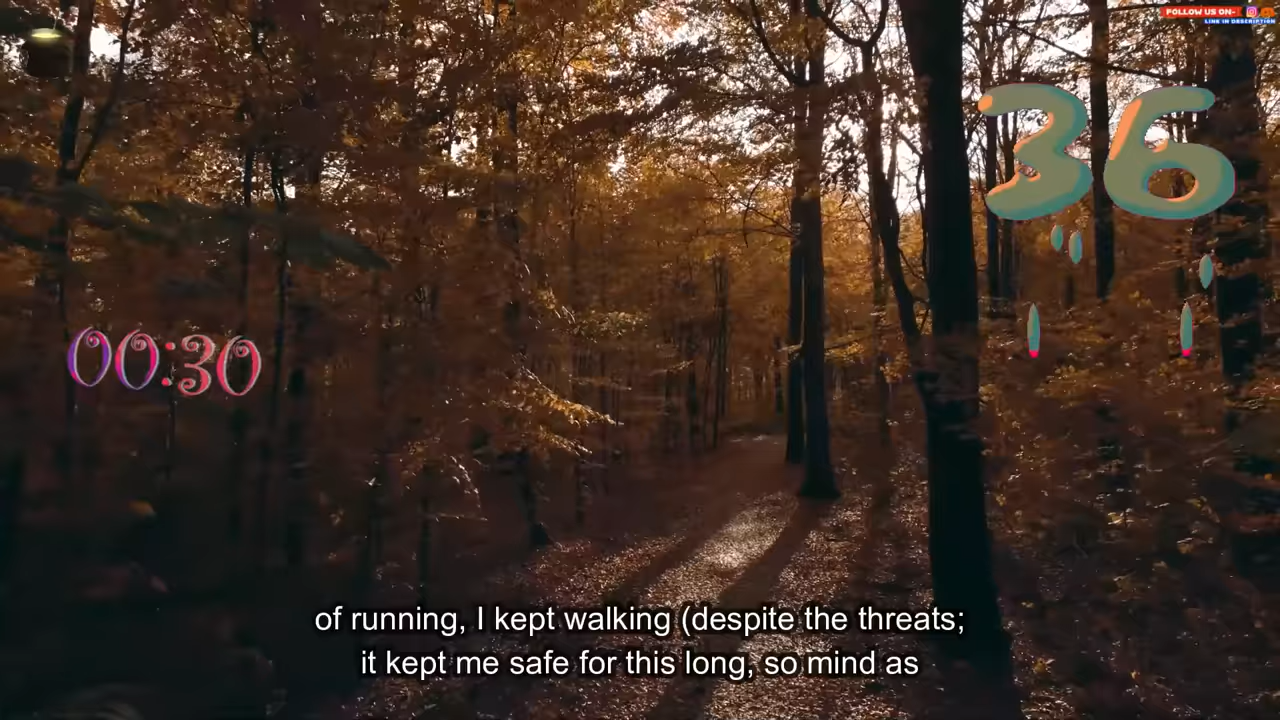 FOLLOW US ON-
LINK IN DESCRIPTION
36
00:30
of running, I kept walking (despite the threats;
it kept me safe for this long, so mind as